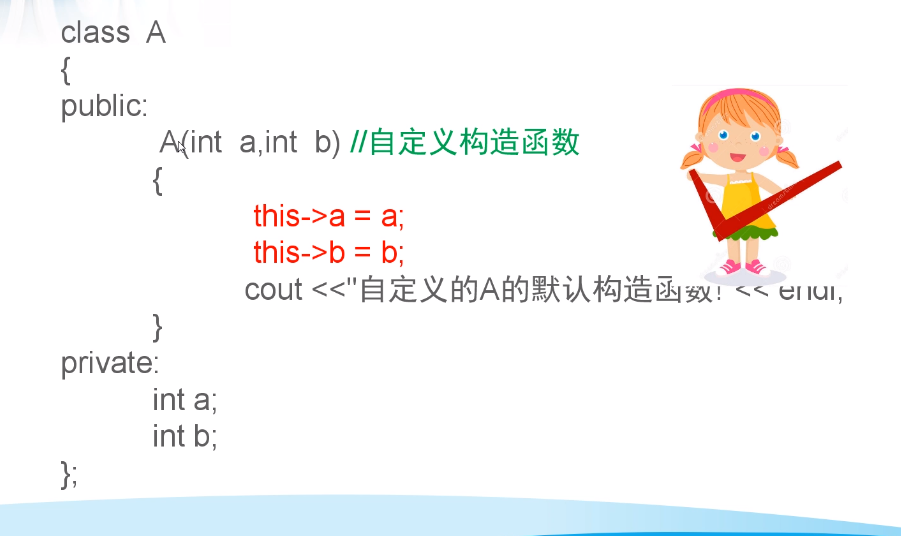 class A
{
public:
A(int a,int b) //自定义构造函数
{
this->a = a;
this->b = b;
cout <<"自定义的A的默认构造函数! << endl;
}
private:
int a;
int b;
};